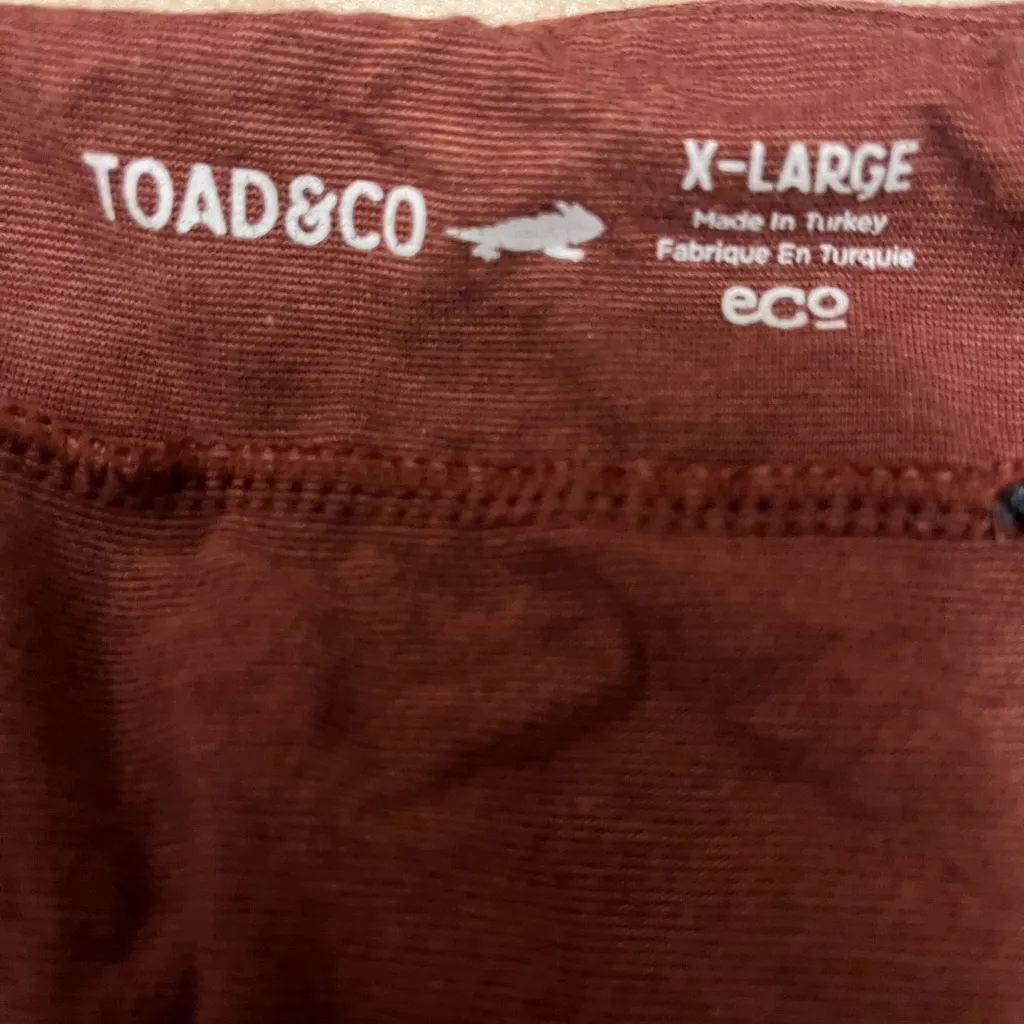 TOAD&CO
X-LARGE
Made In Turkey
Fabrique En Turquie
eco